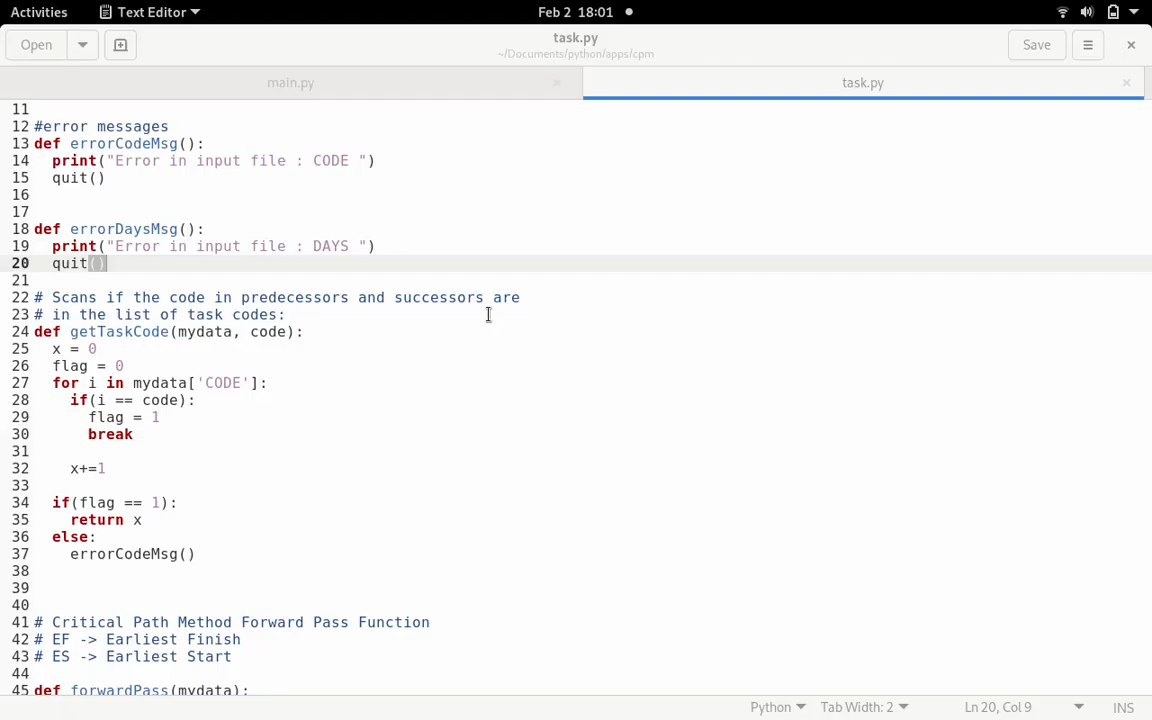 Activities Text Editor Feb 2 18:01
Open task.py Save
~/Documents/python/apps/cpm
main.py task.py
11
12 #error messages
13 def errorCodeMsg():
14   print("Error in input file : CODE ")
15   quit()
16
17
18 def errorDaysMsg():
19   print("Error in input file : DAYS ")
20   quit()
21
22 # Scans if the code in predecessors and successors are
23 # in the list of task codes:
24 def getTaskCode(mydata, code):
25   x = 0
26   flag = 0
27   for i in mydata['CODE']:
28     if(i == code):
29       flag = 1
30       break
31
32     x+=1
33
34   if(flag == 1):
35     return x
36   else:
37     errorCodeMsg()
38
39
40
41 # Critical Path Method Forward Pass Function
42 # EF -> Earliest Finish
43 # ES -> Earliest Start
44
45 def forwardPass(mydata):
Python Tab Width: 2 Ln 20, Col 9 INS